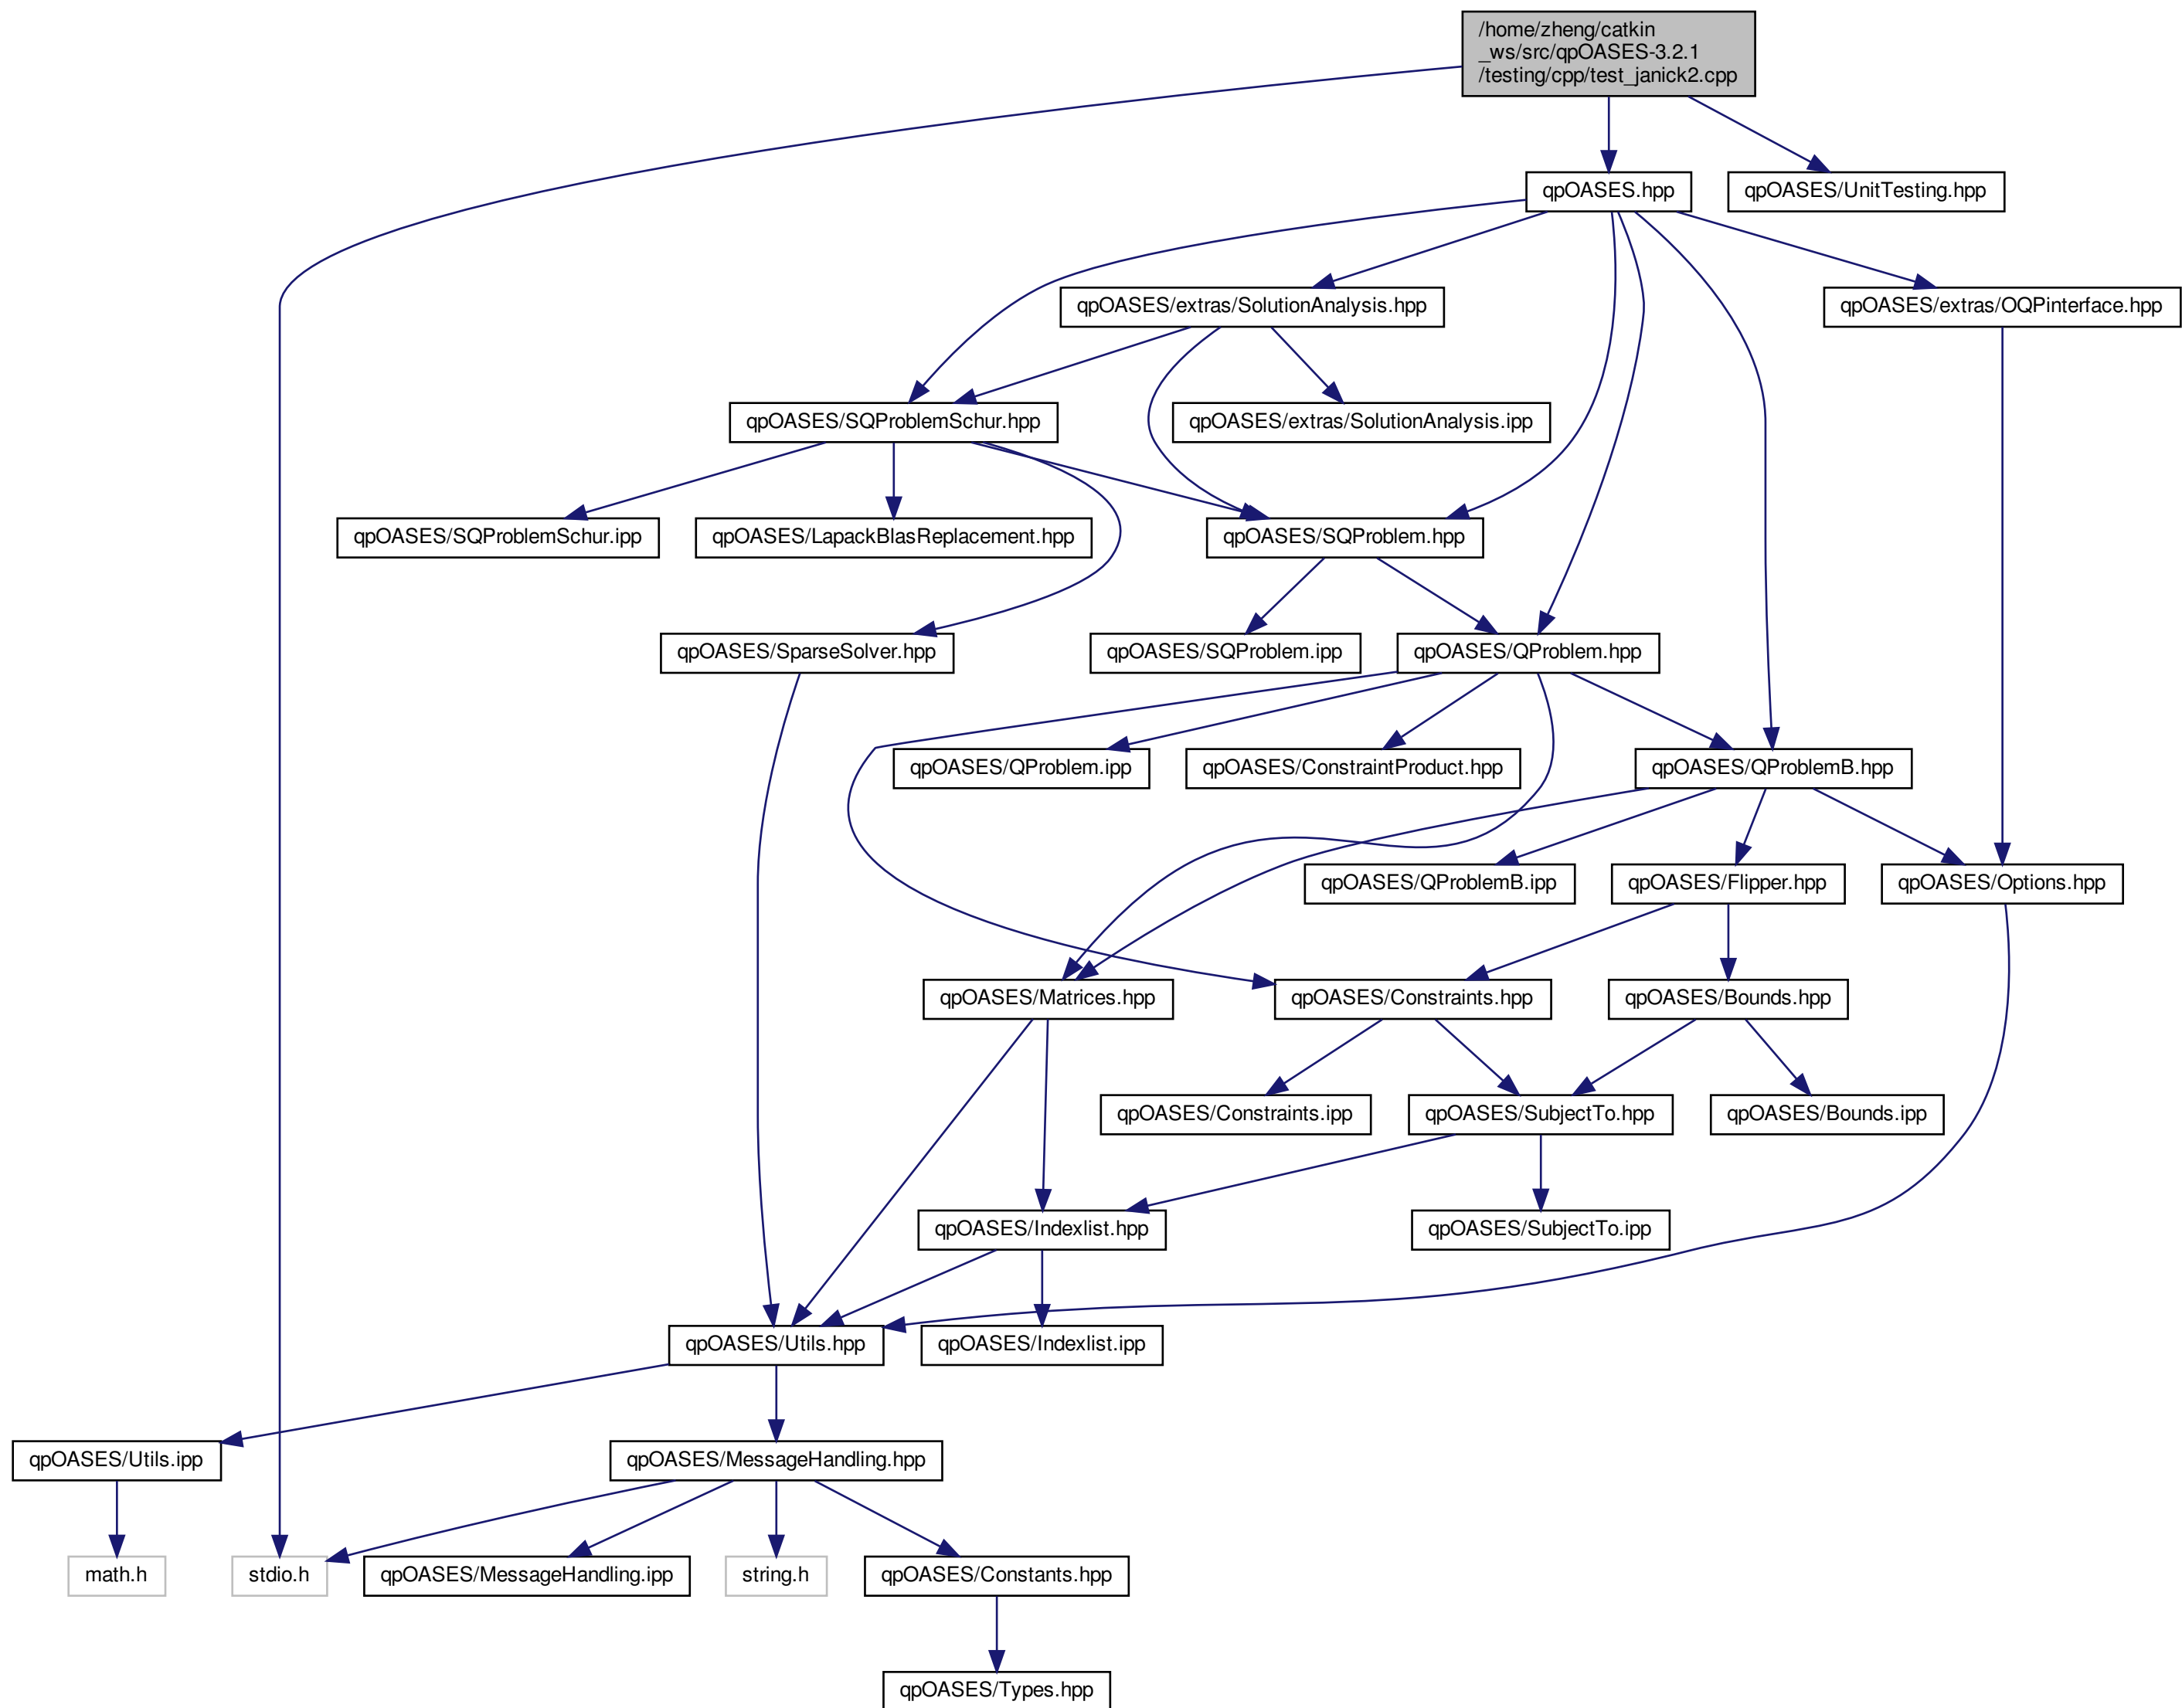 /home/zheng/catkin
_ws/src/qpOASES-3.2.1
/testing/cpp/test_janick2.cpp
qpOASES.hpp
qpOASES/UnitTesting.hpp
qpOASES/extras/SolutionAnalysis.hpp
qpOASES/extras/OQPinterface.hpp
qpOASES/SQProblemSchur.hpp
qpOASES/extras/SolutionAnalysis.ipp
qpOASES/SQProblemSchur.ipp
qpOASES/LapackBlasReplacement.hpp
qpOASES/SQProblem.hpp
qpOASES/SparseSolver.hpp
qpOASES/SQProblem.ipp
qpOASES/QProblem.hpp
qpOASES/QProblem.ipp
qpOASES/ConstraintProduct.hpp
qpOASES/QProblemB.hpp
qpOASES/QProblemB.ipp
qpOASES/Flipper.hpp
qpOASES/Options.hpp
qpOASES/Matrices.hpp
qpOASES/Constraints.hpp
qpOASES/Bounds.hpp
qpOASES/Constraints.ipp
qpOASES/SubjectTo.hpp
qpOASES/Bounds.ipp
qpOASES/Indexlist.hpp
qpOASES/SubjectTo.ipp
qpOASES/Utils.hpp
qpOASES/Indexlist.ipp
qpOASES/Utils.ipp
qpOASES/MessageHandling.hpp
math.h
stdio.h
qpOASES/MessageHandling.ipp
string.h
qpOASES/Constants.hpp
qpOASES/Types.hpp